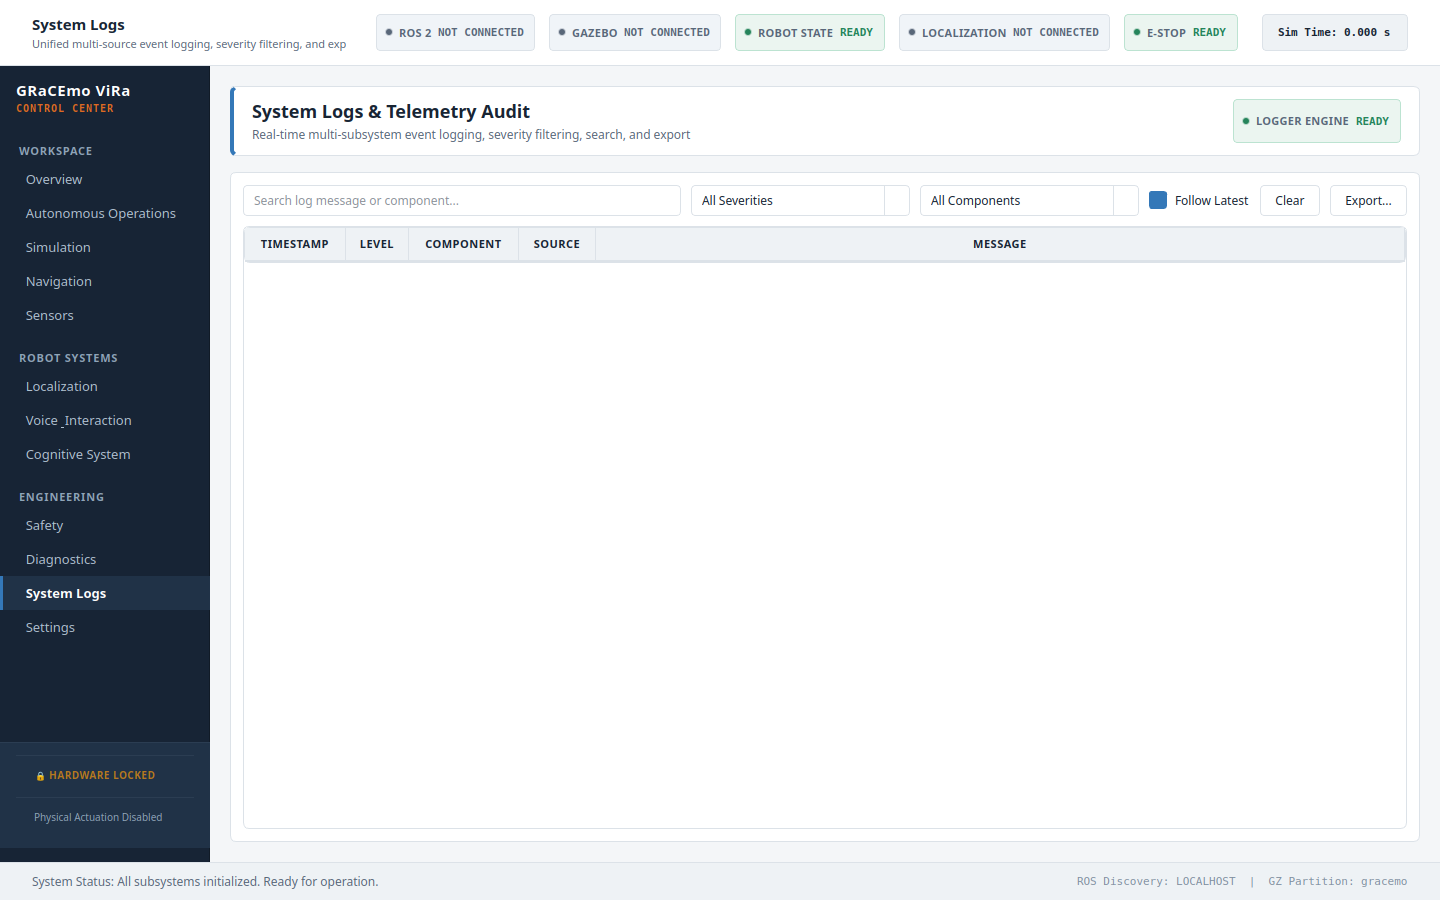 System Logs
Unified multi-source event logging, severity filtering, and exp
ROS 2 NOT CONNECTED
GAZEBO NOT CONNECTED
ROBOT STATE READY
LOCALIZATION NOT CONNECTED
E-STOP READY
Sim Time: 0.000 s
GRaCEmo ViRa
CONTROL CENTER
WORKSPACE
Overview
Autonomous Operations
Simulation
Navigation
Sensors
ROBOT SYSTEMS
Localization
Voice _Interaction
Cognitive System
ENGINEERING
Safety
Diagnostics
System Logs
Settings
🔒 HARDWARE LOCKED
Physical Actuation Disabled
System Logs & Telemetry Audit
Real-time multi-subsystem event logging, severity filtering, search, and export
LOGGER ENGINE READY
Search log message or component...
All Severities
All Components
Follow Latest
Clear
Export...
TIMESTAMP LEVEL COMPONENT SOURCE MESSAGE
System Status: All subsystems initialized. Ready for operation.
ROS Discovery: LOCALHOST | GZ Partition: gracemo